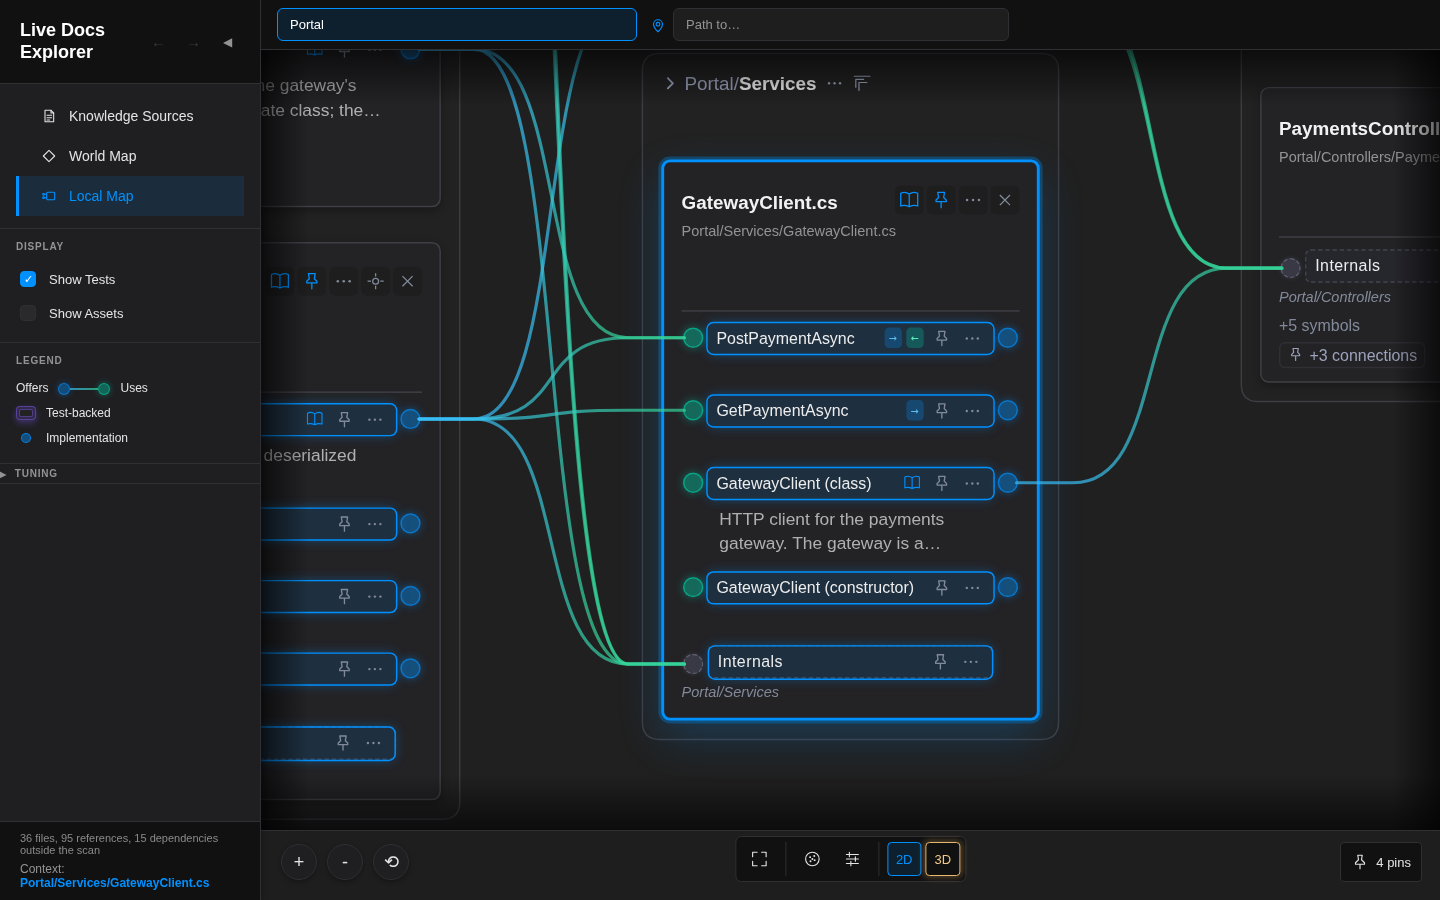 Live Docs
Explorer
Knowledge Sources
World Map
Local Map
DISPLAY
Show Tests
Show Assets
LEGEND
Offers
Uses
Test-backed
Implementation
TUNING
36 files, 95 references, 15 dependencies
outside the scan
Context:
Portal/Services/GatewayClient.cs
Portal
Path to…
gateway's
class; the…
deserialized
Portal/Services
GatewayClient.cs
Portal/Services/GatewayClient.cs
PostPaymentAsync
GetPaymentAsync
GatewayClient (class)
HTTP client for the payments
gateway. The gateway is a…
GatewayClient (constructor)
Internals
Portal/Services
PaymentsControll
Portal/Controllers/Payme
Internals
Portal/Controllers
+5 symbols
+3 connections
+
-
2D
3D
4 pins